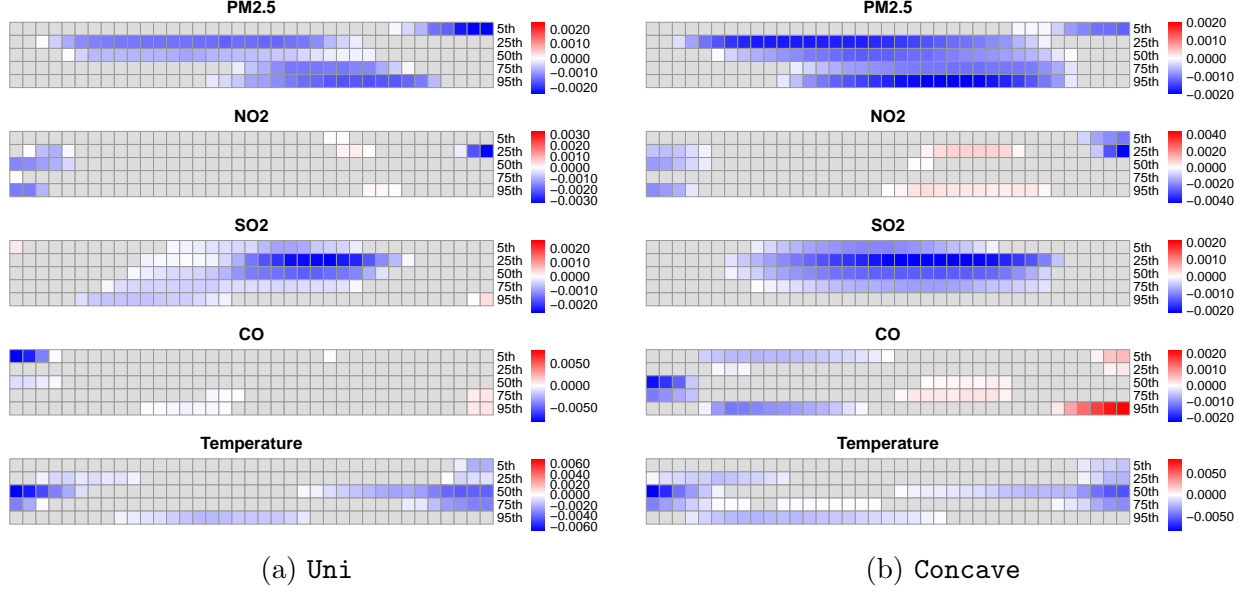 PM2.5
5th
25th
50th
75th
95th
0.0020
0.0010
0.0000
−0.0010
−0.0020
NO2
5th
25th
50th
75th
95th
0.0030
0.0020
0.0010
0.0000
−0.0010
−0.0020
−0.0030
SO2
5th
25th
50th
75th
95th
0.0020
0.0010
0.0000
−0.0010
−0.0020
CO
5th
25th
50th
75th
95th
0.0050
0.0000
−0.0050
Temperature
5th
25th
50th
75th
95th
0.0060
0.0040
0.0020
0.0000
−0.0020
−0.0040
−0.0060
(a) Uni
PM2.5
5th
25th
50th
75th
95th
0.0020
0.0010
0.0000
−0.0010
−0.0020
NO2
5th
25th
50th
75th
95th
0.0040
0.0020
0.0000
−0.0020
−0.0040
SO2
5th
25th
50th
75th
95th
0.0020
0.0010
0.0000
−0.0010
−0.0020
CO
5th
25th
50th
75th
95th
0.0020
0.0010
0.0000
−0.0010
−0.0020
Temperature
5th
25th
50th
75th
95th
0.0050
0.0000
−0.0050
(b) Concave